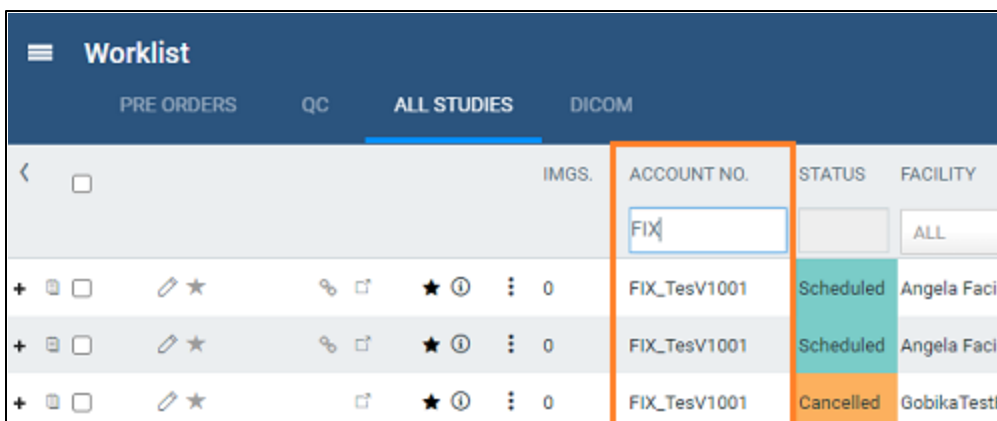 Worklist
PRE ORDERS QC ALL STUDIES DICOM
IMGS. ACCOUNT NO. STATUS FACILITY
FIX ALL
0 FIX_TesV1001 Scheduled Angela Faci
0 FIX_TesV1001 Scheduled Angela Faci
0 FIX_TesV1001 Cancelled GobikaTest